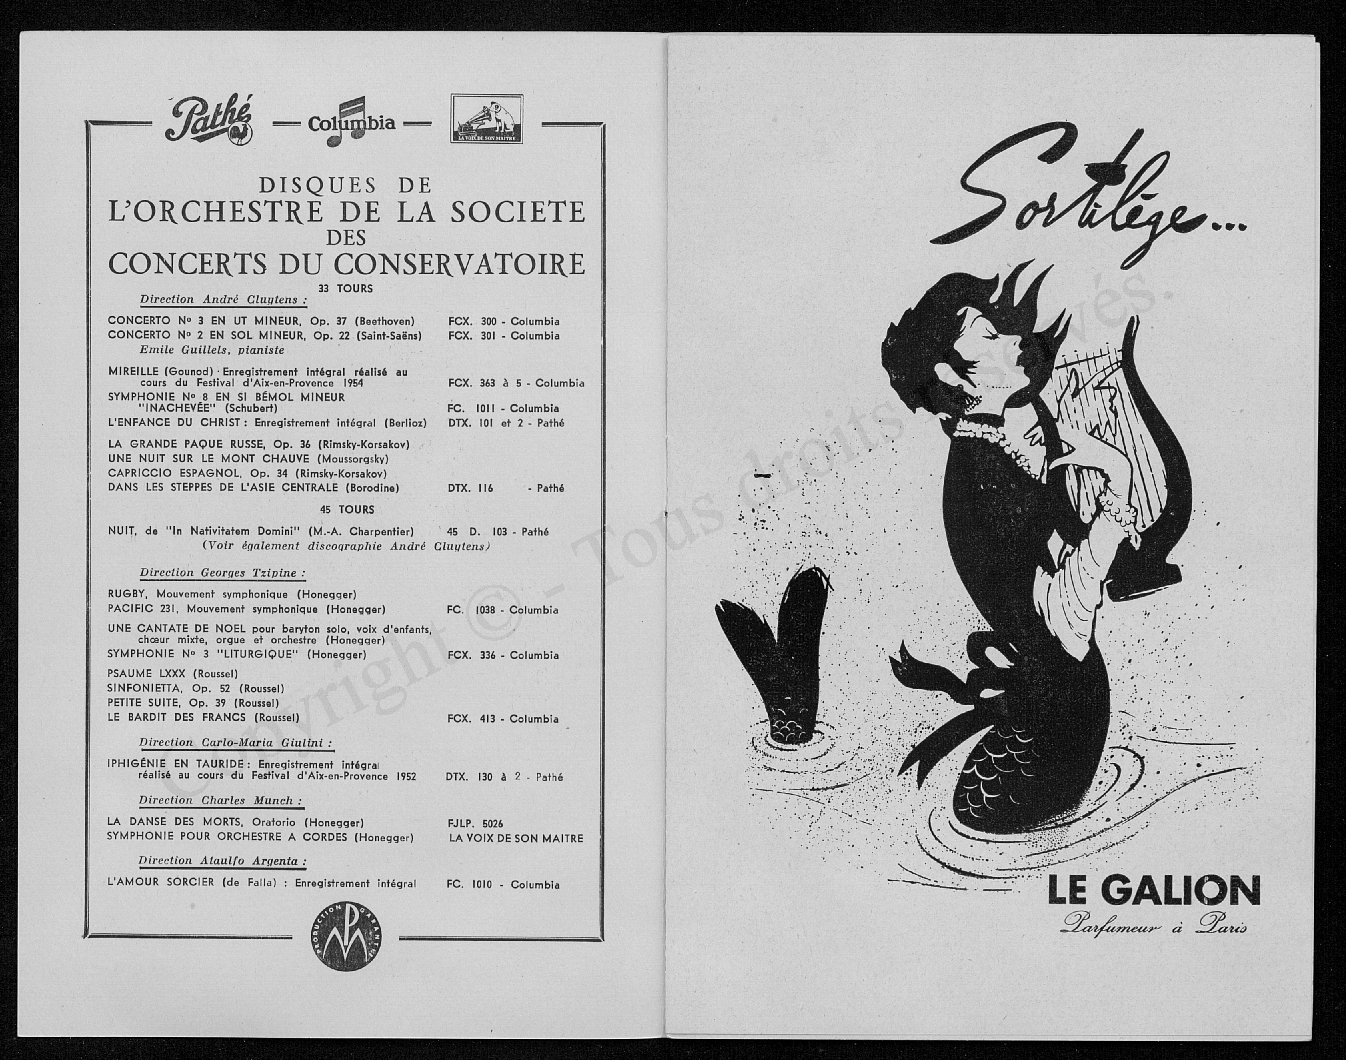 Pathé
Columbia
LA VOIX DE SON MAITRE
DISQUES DE
L'ORCHESTRE DE LA SOCIETE
DES
CONCERTS DU CONSERVATOIRE
33 TOURS
Direction André Cluytens :
CONCERTO Nº 3 EN UT MINEUR, Op. 37 (Beethoven) FCX. 300 - Columbia
CONCERTO Nº 2 EN SOL MINEUR, Op. 22 (Saint-Saëns) FCX. 301 - Columbia
Emile Guillels, pianiste
MIREILLE (Gounod) · Enregistrement intégral réalisé au
cours du Festival d'Aix-en-Provence 1954 FCX. 363 à 5 - Columbia
SYMPHONIE Nº 8 EN SI BÉMOL MINEUR
"INACHEVÉE" (Schubert) FC. 1011 - Columbia
L'ENFANCE DU CHRIST : Enregistrement intégral (Berlioz) DTX. 101 et 2 - Pathé
LA GRANDE PAQUE RUSSE, Op. 36 (Rimsky-Korsakov)
UNE NUIT SUR LE MONT CHAUVE (Moussorgsky)
CAPRICCIO ESPAGNOL, Op. 34 (Rimsky-Korsakov)
DANS LES STEPPES DE L'ASIE CENTRALE (Borodine) DTX. 116 - Pathé
45 TOURS
NUIT, de "In Nativitatem Domini" (M.-A. Charpentier) 45 D. 103 - Pathé
(Voir également discographie André Cluytens)
Direction Georges Tzipine :
RUGBY, Mouvement symphonique (Honegger)
PACIFIC 231, Mouvement symphonique (Honegger) FC. 1038 - Columbia
UNE CANTATE DE NOEL pour baryton solo, voix d'enfants,
chœur mixte, orgue et orchestre (Honegger)
SYMPHONIE Nº 3 "LITURGIQUE" (Honegger) FCX. 336 - Columbia
PSAUME LXXX (Roussel)
SINFONIETTA, Op. 52 (Roussel)
PETITE SUITE, Op. 39 (Roussel)
LE BARDIT DES FRANCS (Roussel) FCX. 413 - Columbia
Direction Carlo-Maria Giulini :
IPHIGÉNIE EN TAURIDE : Enregistrement intégral
réalisé au cours du Festival d'Aix-en-Provence 1952 DTX. 130 à 2 - Pathé
Direction Charles Munch :
LA DANSE DES MORTS, Oratorio (Honegger) FJLP. 5026
SYMPHONIE POUR ORCHESTRE A CORDES (Honegger) LA VOIX DE SON MAITRE
Direction Ataulfo Argenta :
L'AMOUR SORCIER (de Falla) : Enregistrement intégral FC. 1010 - Columbia
PRODUCTION GARANTIE
PM
Sortilège...
LE GALION
Parfumeur à Paris
Copyright © - Tous droits réservés.